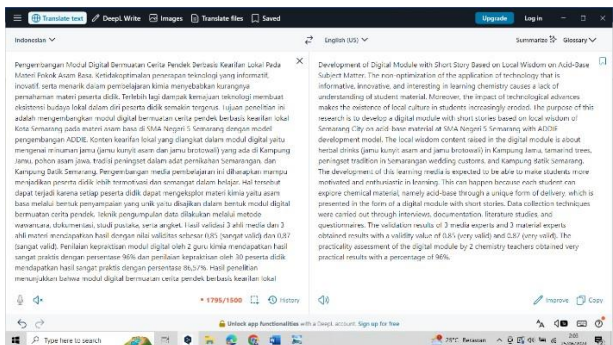 Translate text
DeepL Write
Images
Translate files
Saved
Upgrade
Log in
Indonesian
English (US)
Summarize
Glossary
Pengembangan Modul Digital Bermuatan Cerita Pendek Berbasis Kearifan Lokal Pada
Materi Pokok Asam Basa. Ketidakoptimalan penerapan teknologi yang informatif,
inovatif, serta menarik dalam pembelajaran kimia menyebabkan kurangnya
pemahaman materi peserta didik. Terlebih lagi dampak kemajuan teknologi membuat
eksistensi budaya lokal dalam diri peserta didik semakin tergerus. Tujuan penelitian ini
adalah mengembangkan modul digital bermuatan cerita pendek berbasis kearifan lokal
Kota Semarang pada materi asam basa di SMA Negeri 5 Semarang dengan model
pengembangan ADDIE. Konten kearifan lokal yang diangkat dalam modul digital yaitu
mengenai minuman jamu (jamu kunyit asam dan jamu brotowali) yang ada di Kampung
Jamu, pohon asam jawa, tradisi peningset dalam adat pernikahan Semarangan, dan
Kampung Batik Semarang. Pengembangan media pembelajaran ini diharapkan mampu
menjadikan peserta didik lebih termotivasi dan semangat dalam belajar. Hal tersebut
dapat terjadi karena setiap peserta didik dapat mengeksplor materi kimia yaitu asam
basa melalui bentuk penyampaian yang unik yaitu disajikan dalam bentuk modul digital
bermuatan cerita pendek. Teknik pengumpulan data dilakukan melalui metode
wawancara, dokumentasi, studi pustaka, serta angket. Hasil validasi 3 ahli media dan 3
ahli materi mendapatkan hasil dengan nilai validitas sebesar 0,85 (sangat valid) dan 0,87
(sangat valid). Penilaian kepraktisan modul digital oleh 2 guru kimia mendapatkan hasil
sangat praktis dengan persentase 96% dan penilaian kepraktisan oleh 30 peserta didik
mendapatkan hasil sangat praktis dengan persentase 86,57%. Hasil penelitian
menunjukkan bahwa modul digital bermuatan cerita pendek berbasis kearifan lokal
Development of Digital Module with Short Story Based on Local Wisdom on Acid-Base
Subject Matter. The non-optimization of the application of technology that is
informative, innovative, and interesting in learning chemistry causes a lack of
understanding of student material. Moreover, the impact of technological advances
makes the existence of local culture in students increasingly eroded. The purpose of this
research is to develop a digital module with short stories based on local wisdom of
Semarang City on acid-base material at SMA Negeri 5 Semarang with ADDIE
development model. The local wisdom content raised in the digital module is about
herbal drinks (jamu kunyit asam and jamu brotowali) in Kampung Jamu, tamarind trees,
peningset tradition in Semarangan wedding customs, and Kampung Batik Semarang.
The development of this learning media is expected to be able to make students more
motivated and enthusiastic in learning. This can happen because each student can
explore chemical material, namely acid-base through a unique form of delivery, which is
presented in the form of a digital module with short stories. Data collection techniques
were carried out through interviews, documentation, literature studies, and
questionnaires. The validation results of 3 media experts and 3 material experts
obtained results with a validity value of 0.85 (very valid) and 0.87 (very valid). The
practicality assessment of the digital module by 2 chemistry teachers obtained very
practical results with a percentage of 96%.
1795/1500
History
Improve
Copy
Unlock app functionalities with a DeepL account. Sign up for free
Type here to search
25°C Berawan